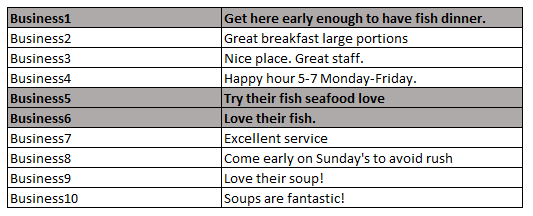 Business1 Get here early enough to have fish dinner.
Business2 Great breakfast large portions
Business3 Nice place. Great staff.
Business4 Happy hour 5-7 Monday-Friday.
Business5 Try their fish seafood love
Business6 Love their fish.
Business7 Excellent service
Business8 Come early on Sunday's to avoid rush
Business9 Love their soup!
Business10 Soups are fantastic!